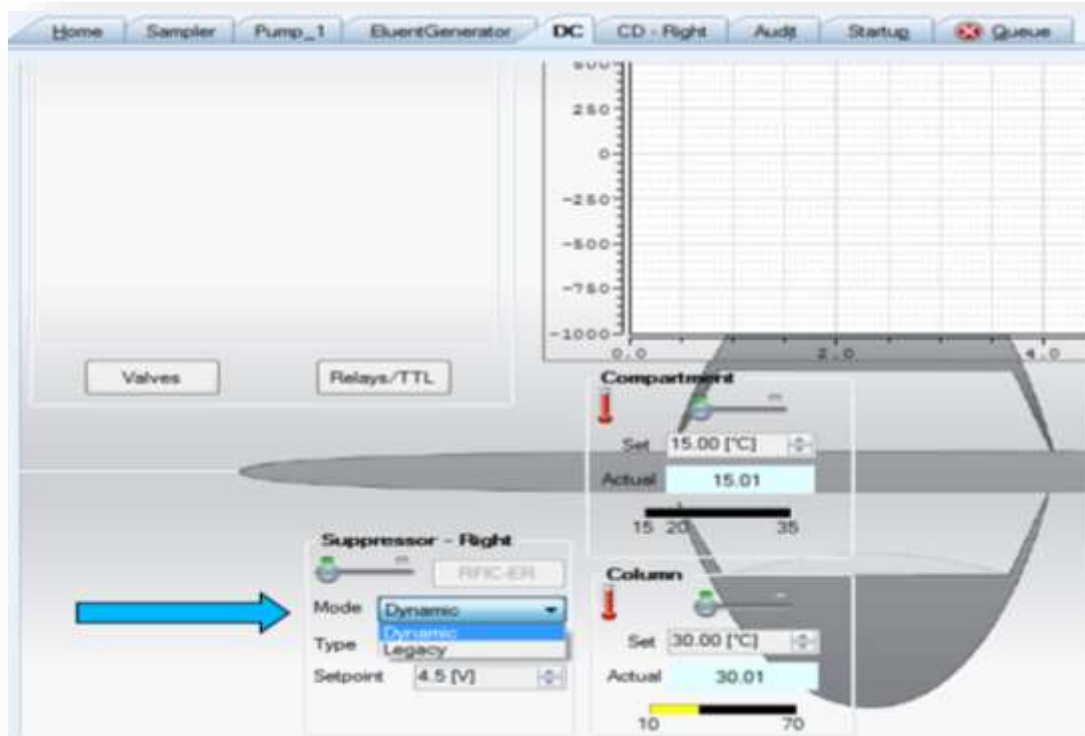 Home Sampler Pump_1 EluentGenerator DC CD - Right Audit Startup Queue
500
250
0
-250
-500
-750
-1000
0.0 2.0 4.0
Valves Relays/TTL
Compartment
Set 15.00 [°C]
Actual 15.01
15 20 35
Suppressor - Right
RFIC-ER
Mode Dynamic
Dynamic
Legacy
Type
Setpoint 4.5 [V]
Column
Set 30.00 [°C]
Actual 30.01
10 70